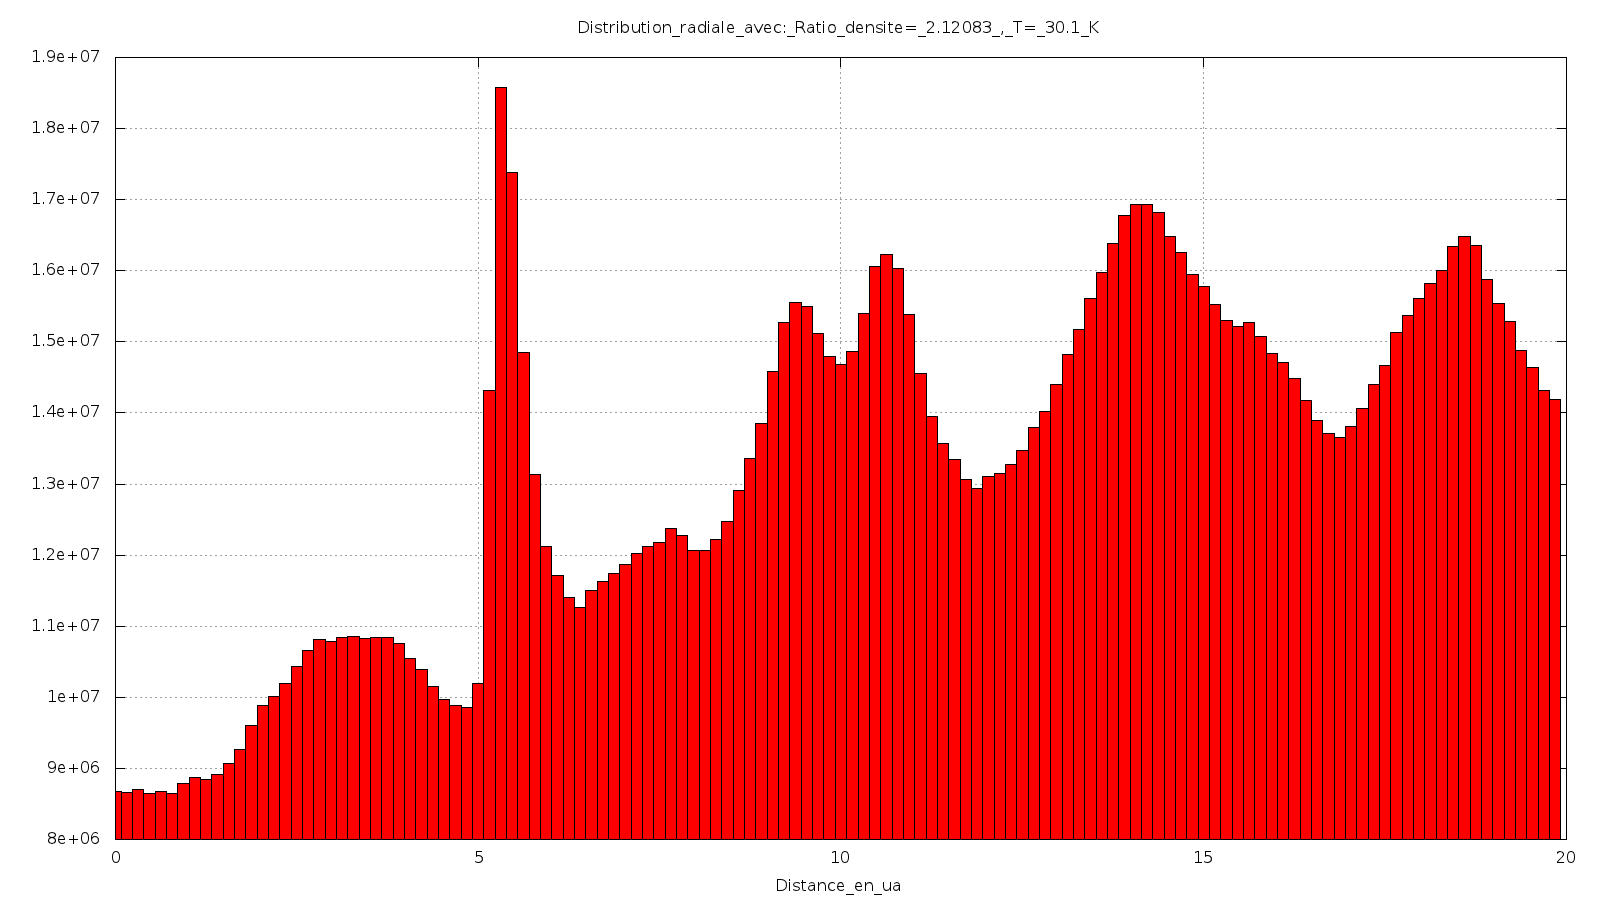 Distribution_radiale_avec:_Ratio_densite=_2.12083_,_T=_30.1_K
1.9e+07
1.8e+07
1.7e+07
1.6e+07
1.5e+07
1.4e+07
1.3e+07
1.2e+07
1.1e+07
1e+07
9e+06
8e+06
0 5 10 15 20
Distance_en_ua